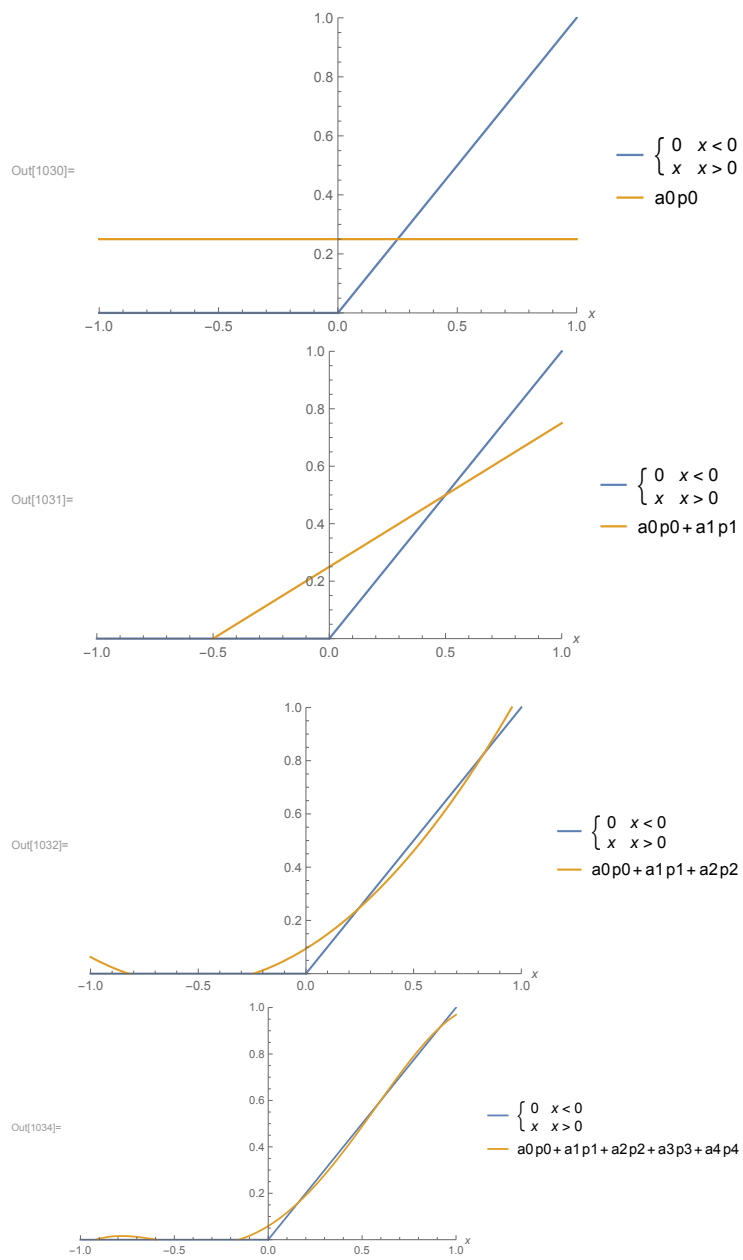 1.0
0.8
0.6
0.4
0.2
Out[1030]=
−1.0 −0.5 0.0 0.5 1.0 x
{ 0 x < 0
x x > 0
a0 p0
1.0
0.8
0.6
0.4
0.2
Out[1031]=
−1.0 −0.5 0.0 0.5 1.0 x
{ 0 x < 0
x x > 0
a0 p0 + a1 p1
1.0
0.8
0.6
0.4
0.2
Out[1032]=
−1.0 −0.5 0.0 0.5 1.0 x
{ 0 x < 0
x x > 0
a0 p0 + a1 p1 + a2 p2
1.0
0.8
0.6
0.4
0.2
Out[1034]=
−1.0 −0.5 0.0 0.5 1.0 x
{ 0 x < 0
x x > 0
a0 p0 + a1 p1 + a2 p2 + a3 p3 + a4 p4